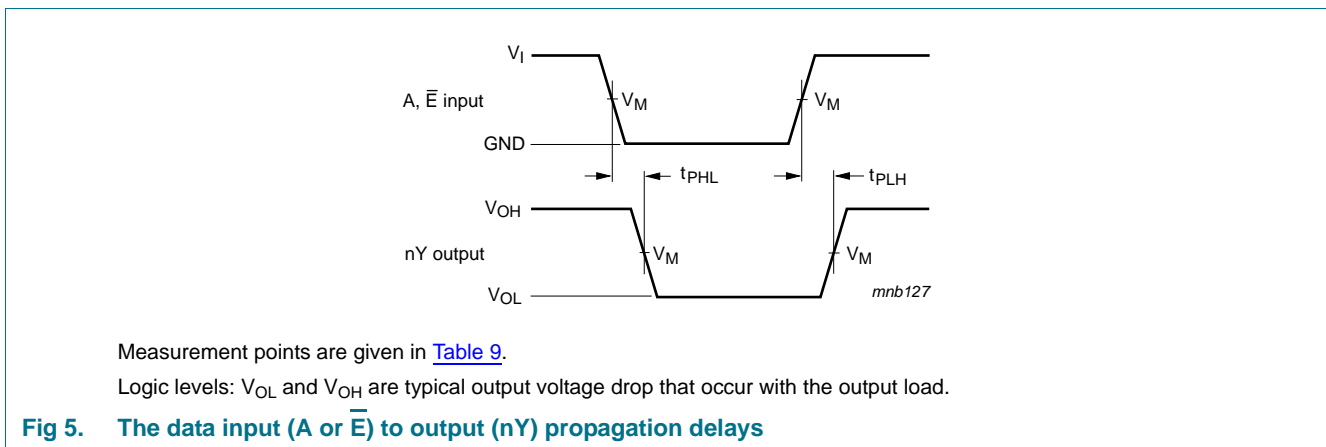 V_I
A, E̅ input
V_M V_M
GND
t_PHL t_PLH
V_OH
nY output
V_M V_M
V_OL
mnb127
Measurement points are given in Table 9.
Logic levels: V_OL and V_OH are typical output voltage drop that occur with the output load.
Fig 5. The data input (A or E̅) to output (nY) propagation delays